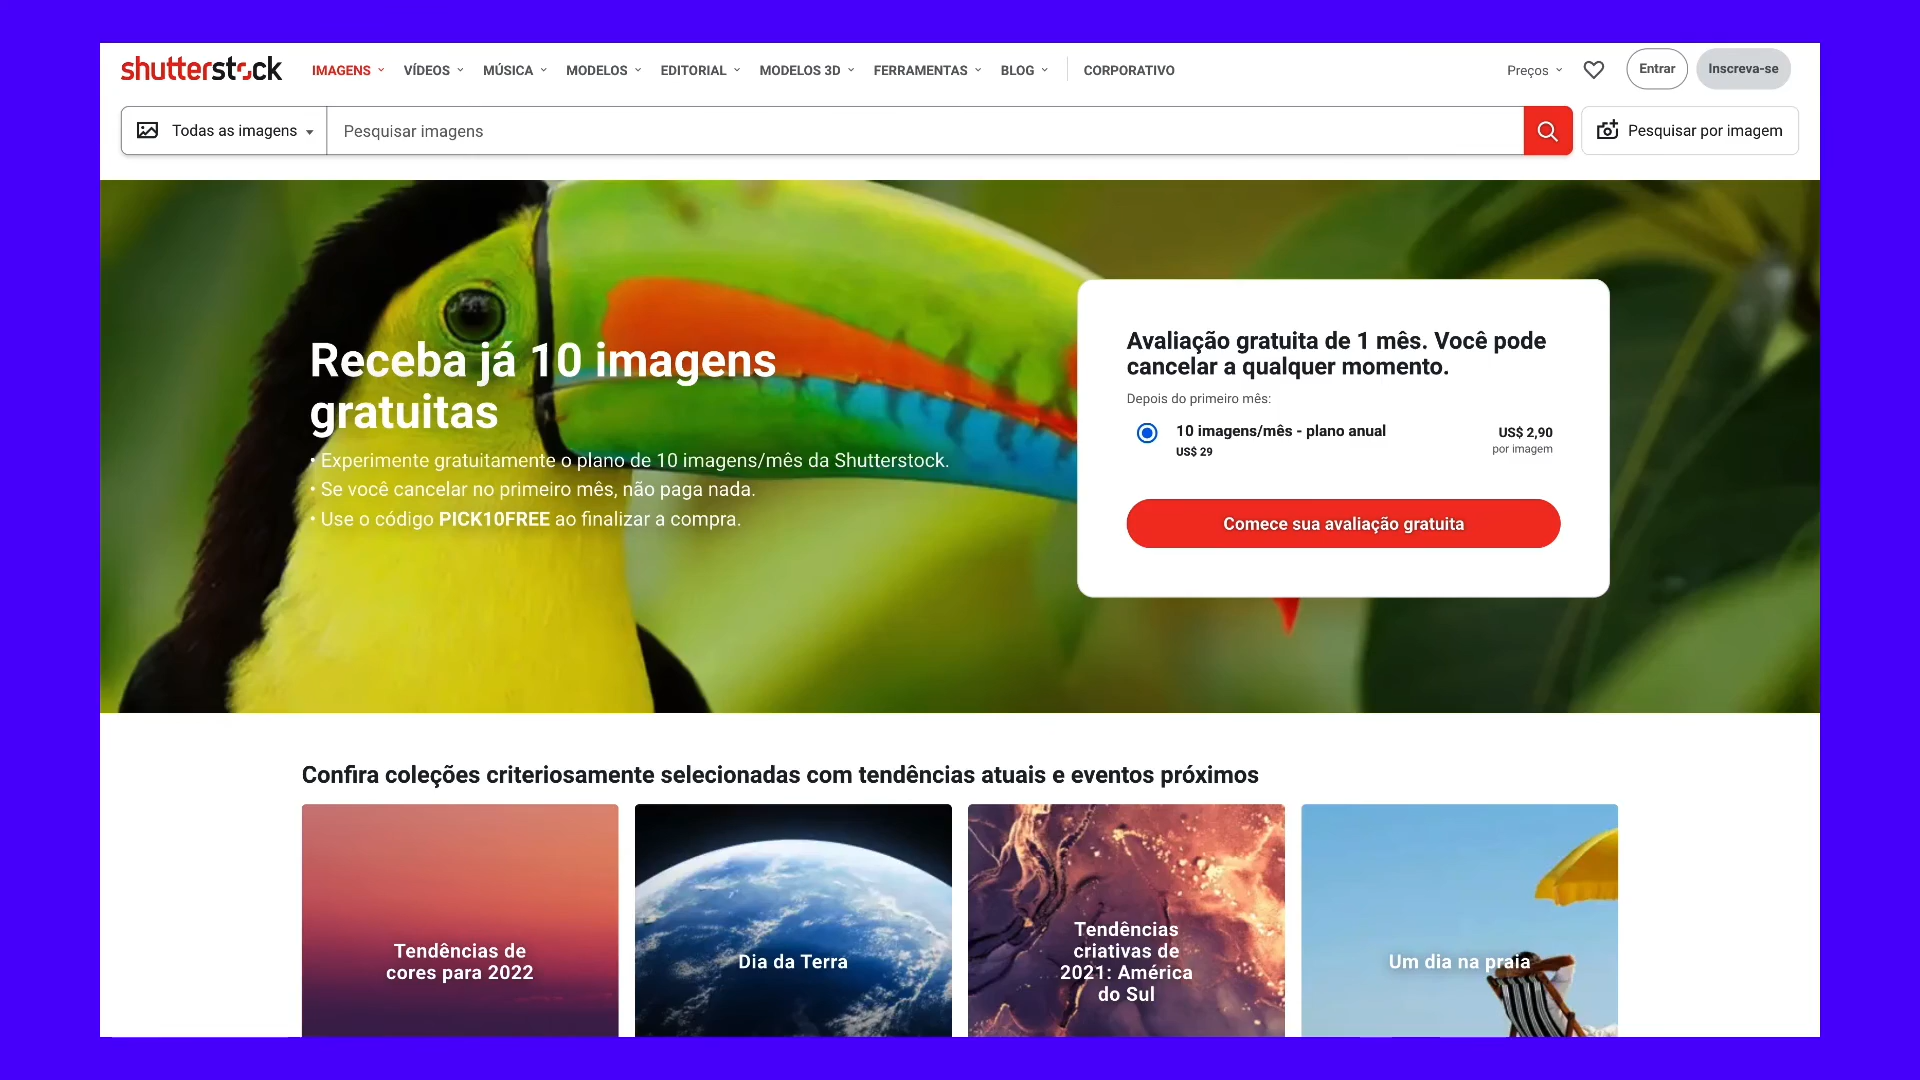 shutterstock IMAGENS VÍDEOS MÚSICA MODELOS EDITORIAL MODELOS 3D FERRAMENTAS BLOG CORPORATIVO Preços Entrar Inscreva-se
Todas as imagens Pesquisar imagens Pesquisar por imagem
Receba já 10 imagens
gratuitas
• Experimente gratuitamente o plano de 10 imagens/mês da Shutterstock.
• Se você cancelar no primeiro mês, não paga nada.
• Use o código PICK10FREE ao finalizar a compra.
Avaliação gratuita de 1 mês. Você pode
cancelar a qualquer momento.
Depois do primeiro mês:
10 imagens/mês - plano anual US$ 2,90
US$ 29 por imagem
Comece sua avaliação gratuita
Confira coleções criteriosamente selecionadas com tendências atuais e eventos próximos
Tendências de
cores para 2022
Dia da Terra
Tendências
criativas de
2021: América
do Sul
Um dia na praia